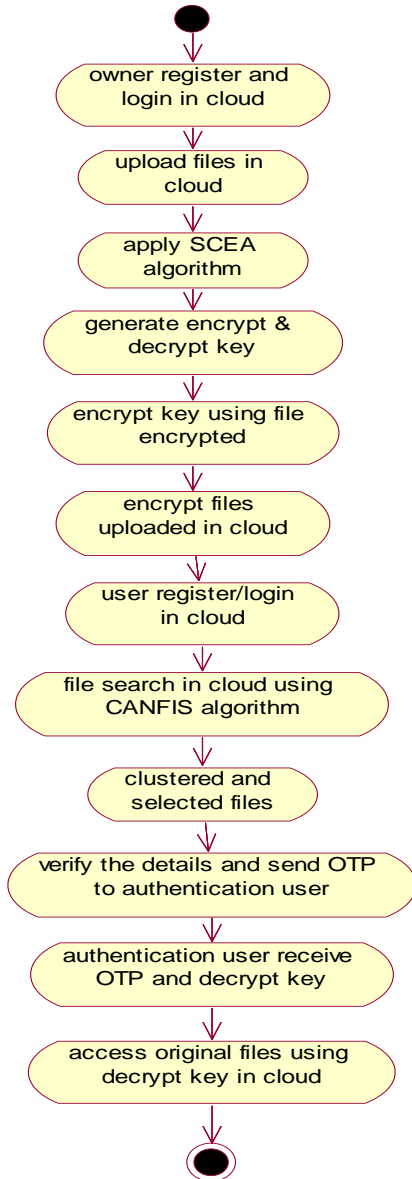 owner register and
login in cloud
upload files in
cloud
apply SCEA
algorithm
generate encrypt &
decrypt key
encrypt key using file
encrypted
encrypt files
uploaded in cloud
user register/login
in cloud
file search in cloud using
CANFIS algorithm
clustered and
selected files
verify the details and send OTP
to authentication user
authentication user receive
OTP and decrypt key
access original files using
decrypt key in cloud